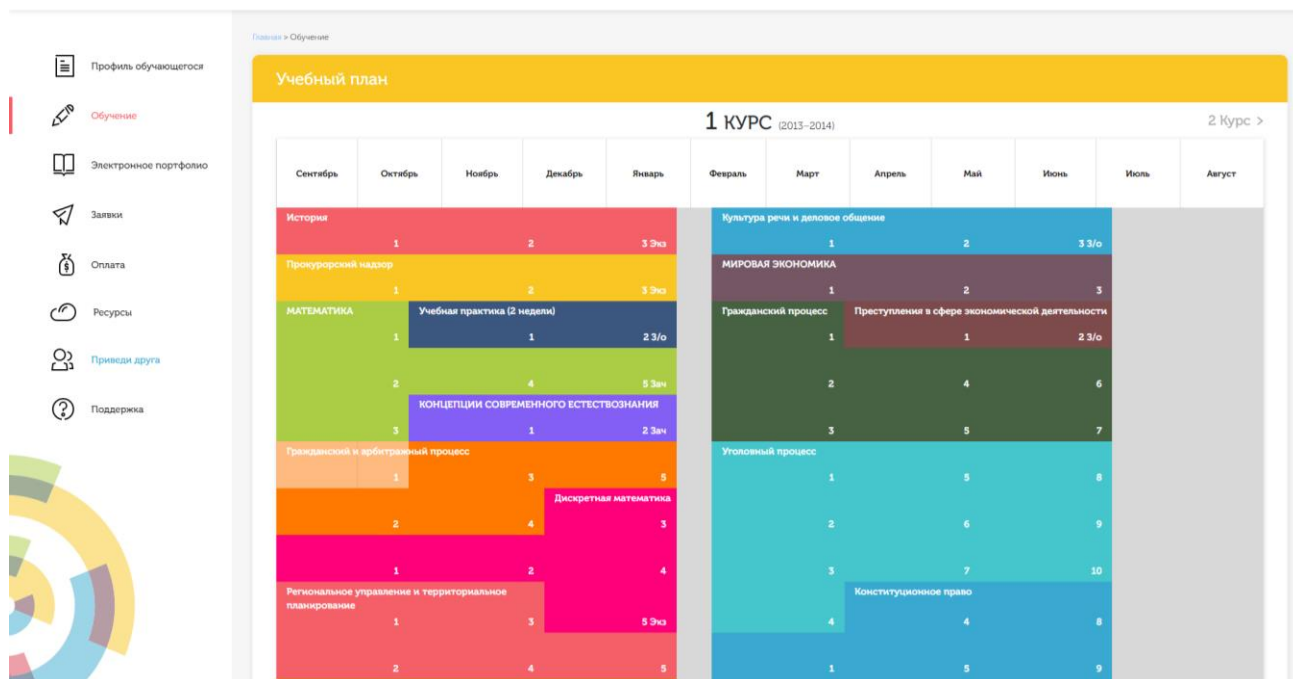 Главная » Обучение
Профиль обучающегося
Обучение
Электронное портфолио
Заявки
Оплата
Ресурсы
Приведи друга
Поддержка
Учебный план
1 КУРС (2013–2014)
2 Курс >
Сентябрь Октябрь Ноябрь Декабрь Январь Февраль Март Апрель Май Июнь Июль Август
История
1 2 3 Экз
Прокурорский надзор
1 2 3 Экз
МАТЕМАТИКА Учебная практика (2 недели)
1 1 2 З/о
2 4 5 Зач
КОНЦЕПЦИИ СОВРЕМЕННОГО ЕСТЕСТВОЗНАНИЯ
3 1 2 Зач
Гражданский и арбитражный процесс
1 3 5
Дискретная математика
2 4 3
1 2 4
Региональное управление и территориальное
планирование
1 3 5 Экз
2 4 5
Культура речи и деловое общение
1 2 3 З/о
МИРОВАЯ ЭКОНОМИКА
1 2 3
Гражданский процесс Преступления в сфере экономической деятельности
1 1 2 З/о
2 4 6
3 5 7
Уголовный процесс
1 5 8
2 6 9
3 7 10
Конституционное право
4 4 8
1 5 9